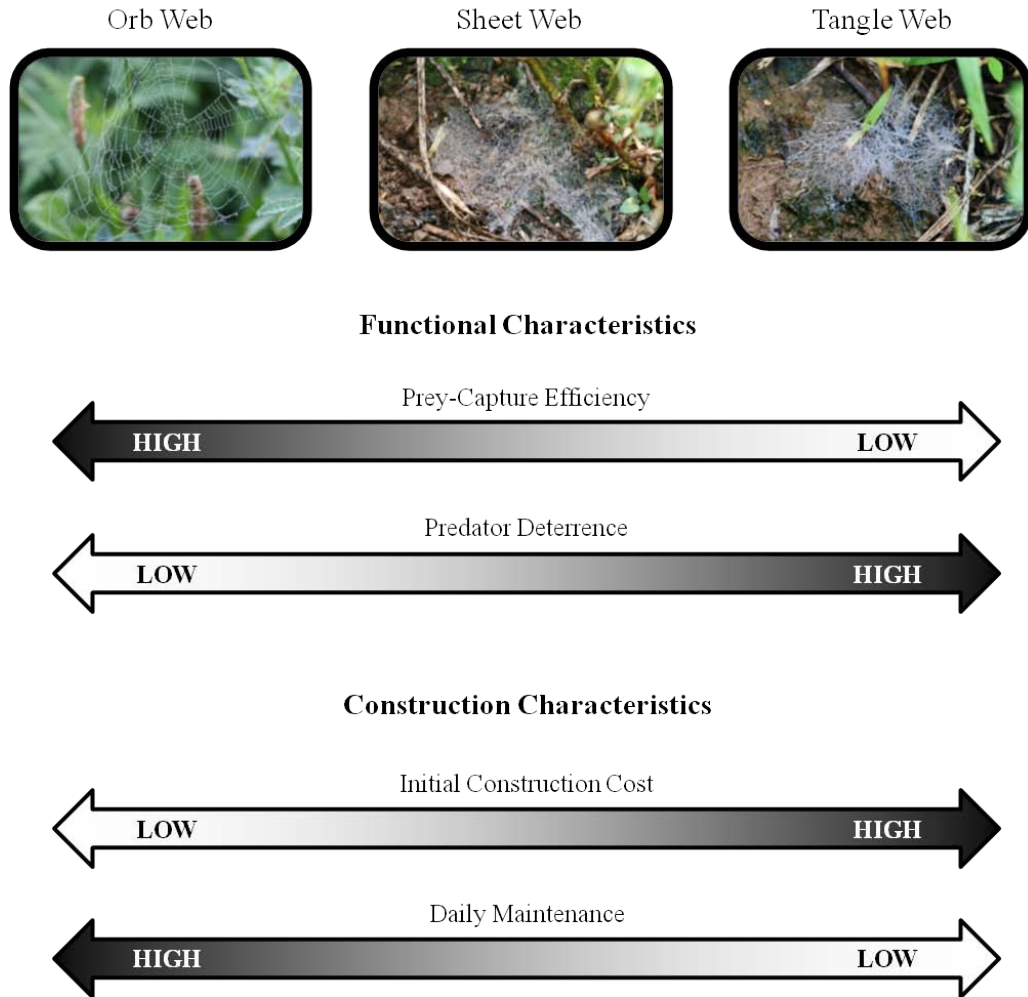 Orb Web
Sheet Web
Tangle Web
Functional Characteristics
Prey-Capture Efficiency
HIGH
LOW
Predator Deterrence
LOW
HIGH
Construction Characteristics
Initial Construction Cost
LOW
HIGH
Daily Maintenance
HIGH
LOW